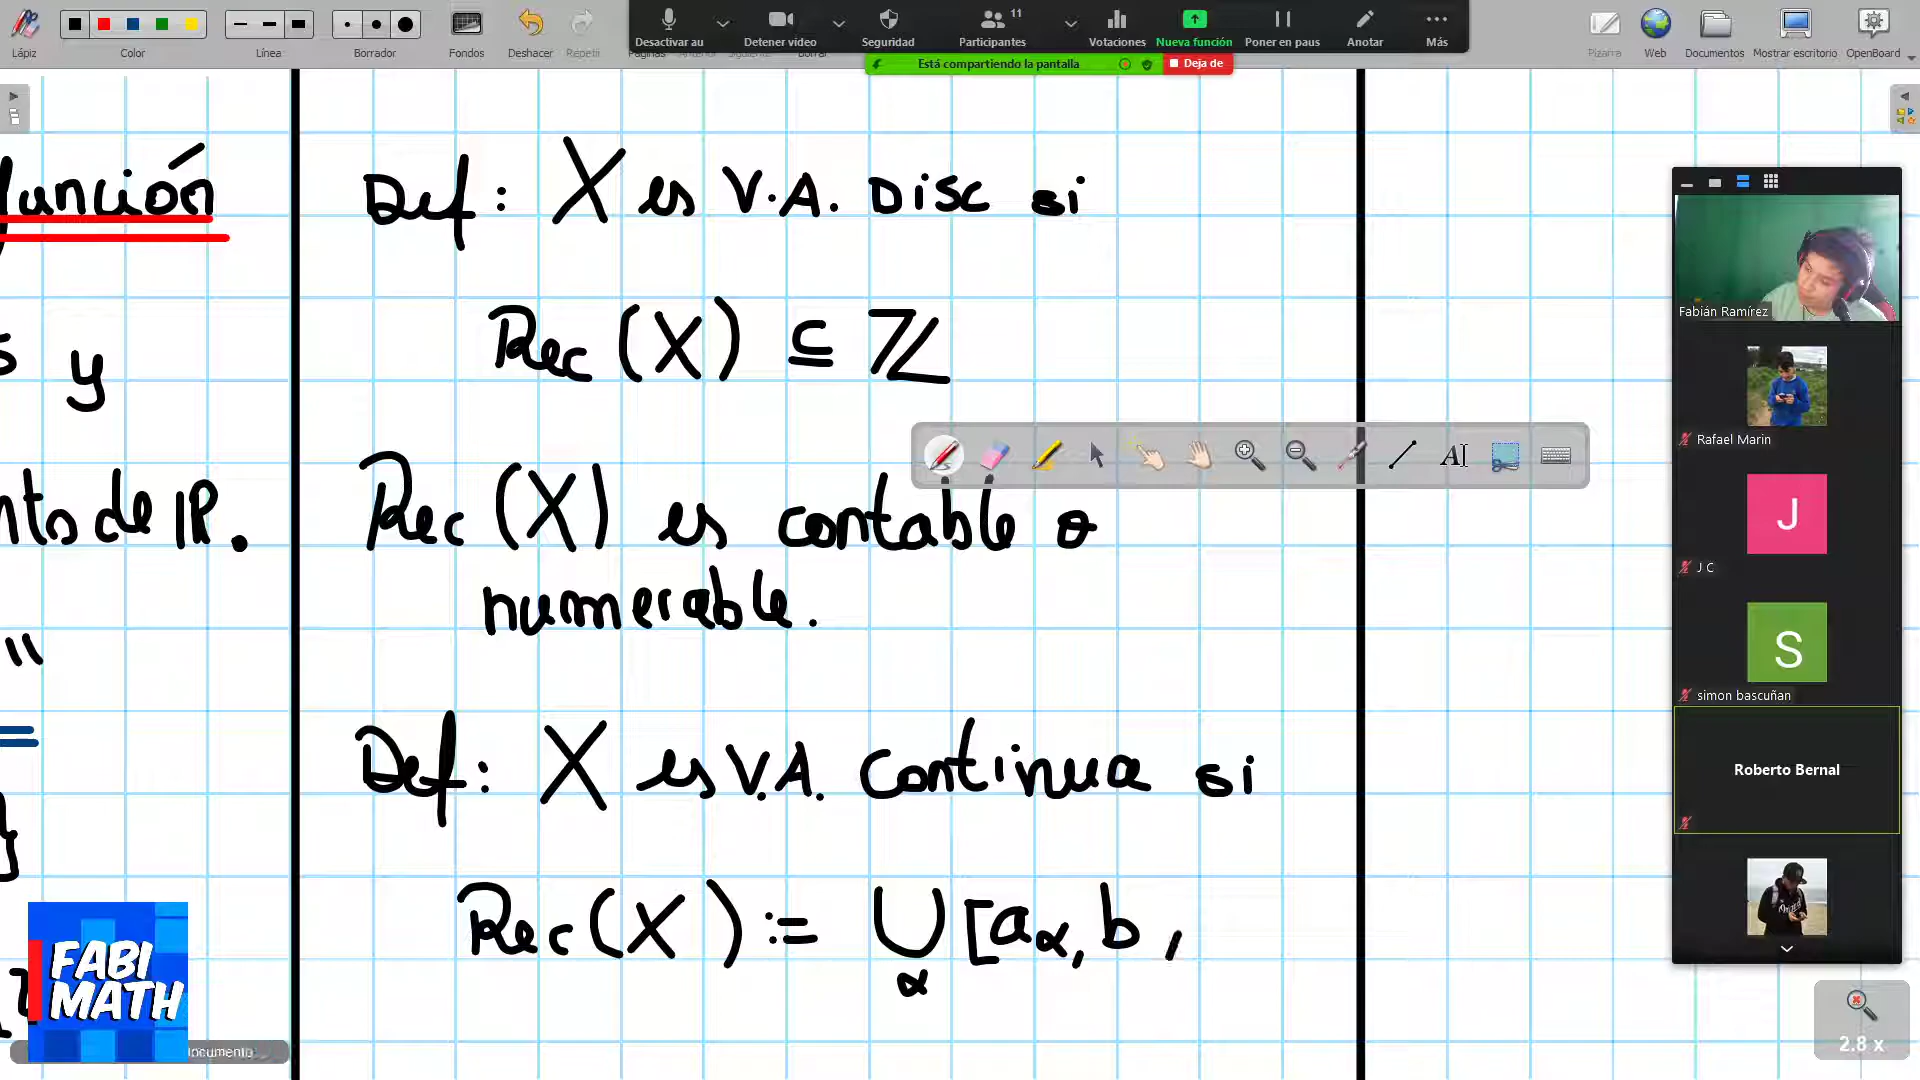 Lápiz
Color
Línea
Borrador
Fondos
Deshacer
Repetir
Desactivar au
Detener video
Seguridad
11
Participantes
Votaciones
Nueva función
Poner en paus
Anotar
Más
Está compartiendo la pantalla
Deja de
Pizarra
Web
Documentos
Mostrar escritorio
OpenBoard
función
s y
nto de IR.
"
=
}
Def: X es V.A. Disc si
Rec (X) ⊆ ℤ
Rec (X) es contable o
numerable.
Def: X es V.A. continua si
Rec (X) := ⋃α [aα, b ,
AI
Fabián Ramírez
Rafael Marin
J
J C
S
simon bascuñan
Roberto Bernal
FABI
MATH
ocumento
2.8 x